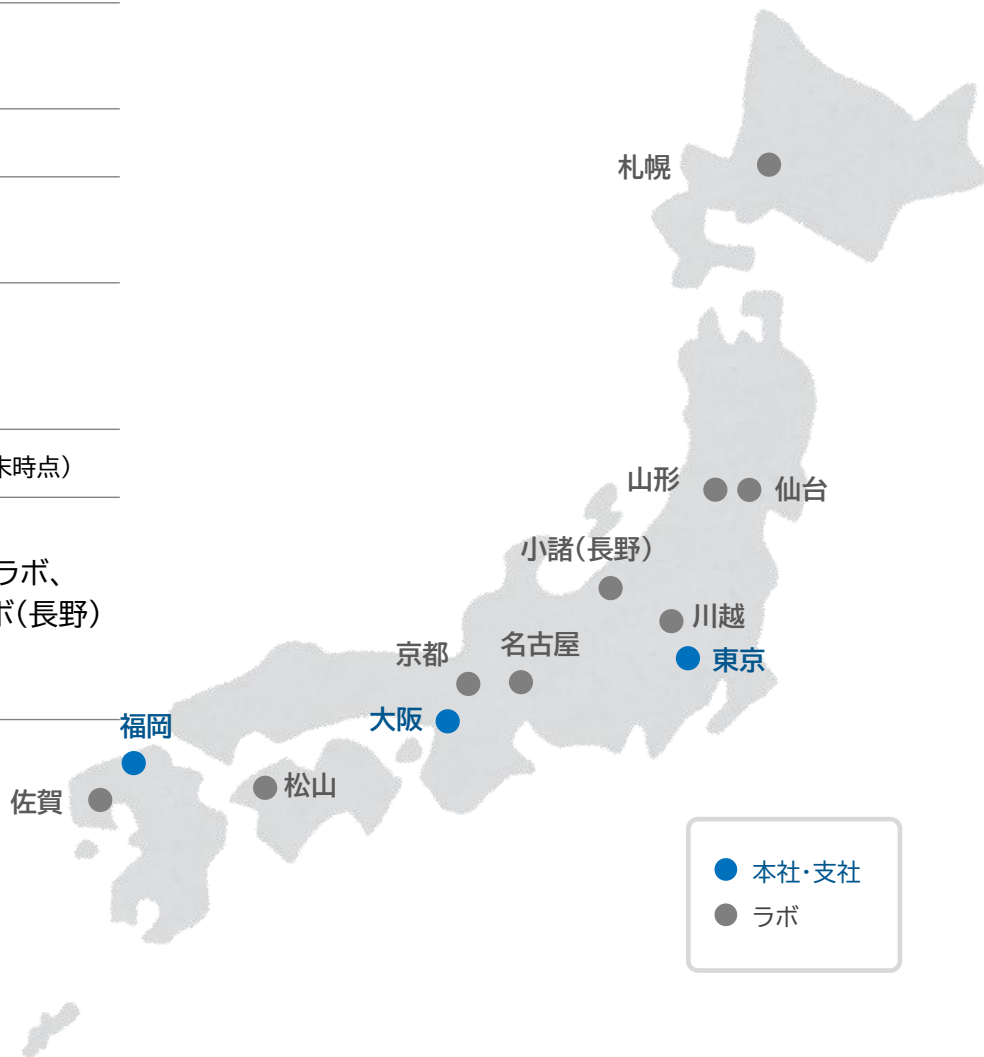 札幌
末時点）
山形
仙台
小諸（長野）
ラボ、
ボ（長野）
川越
京都
名古屋
東京
福岡
大阪
佐賀
松山
本社・支社
ラボ